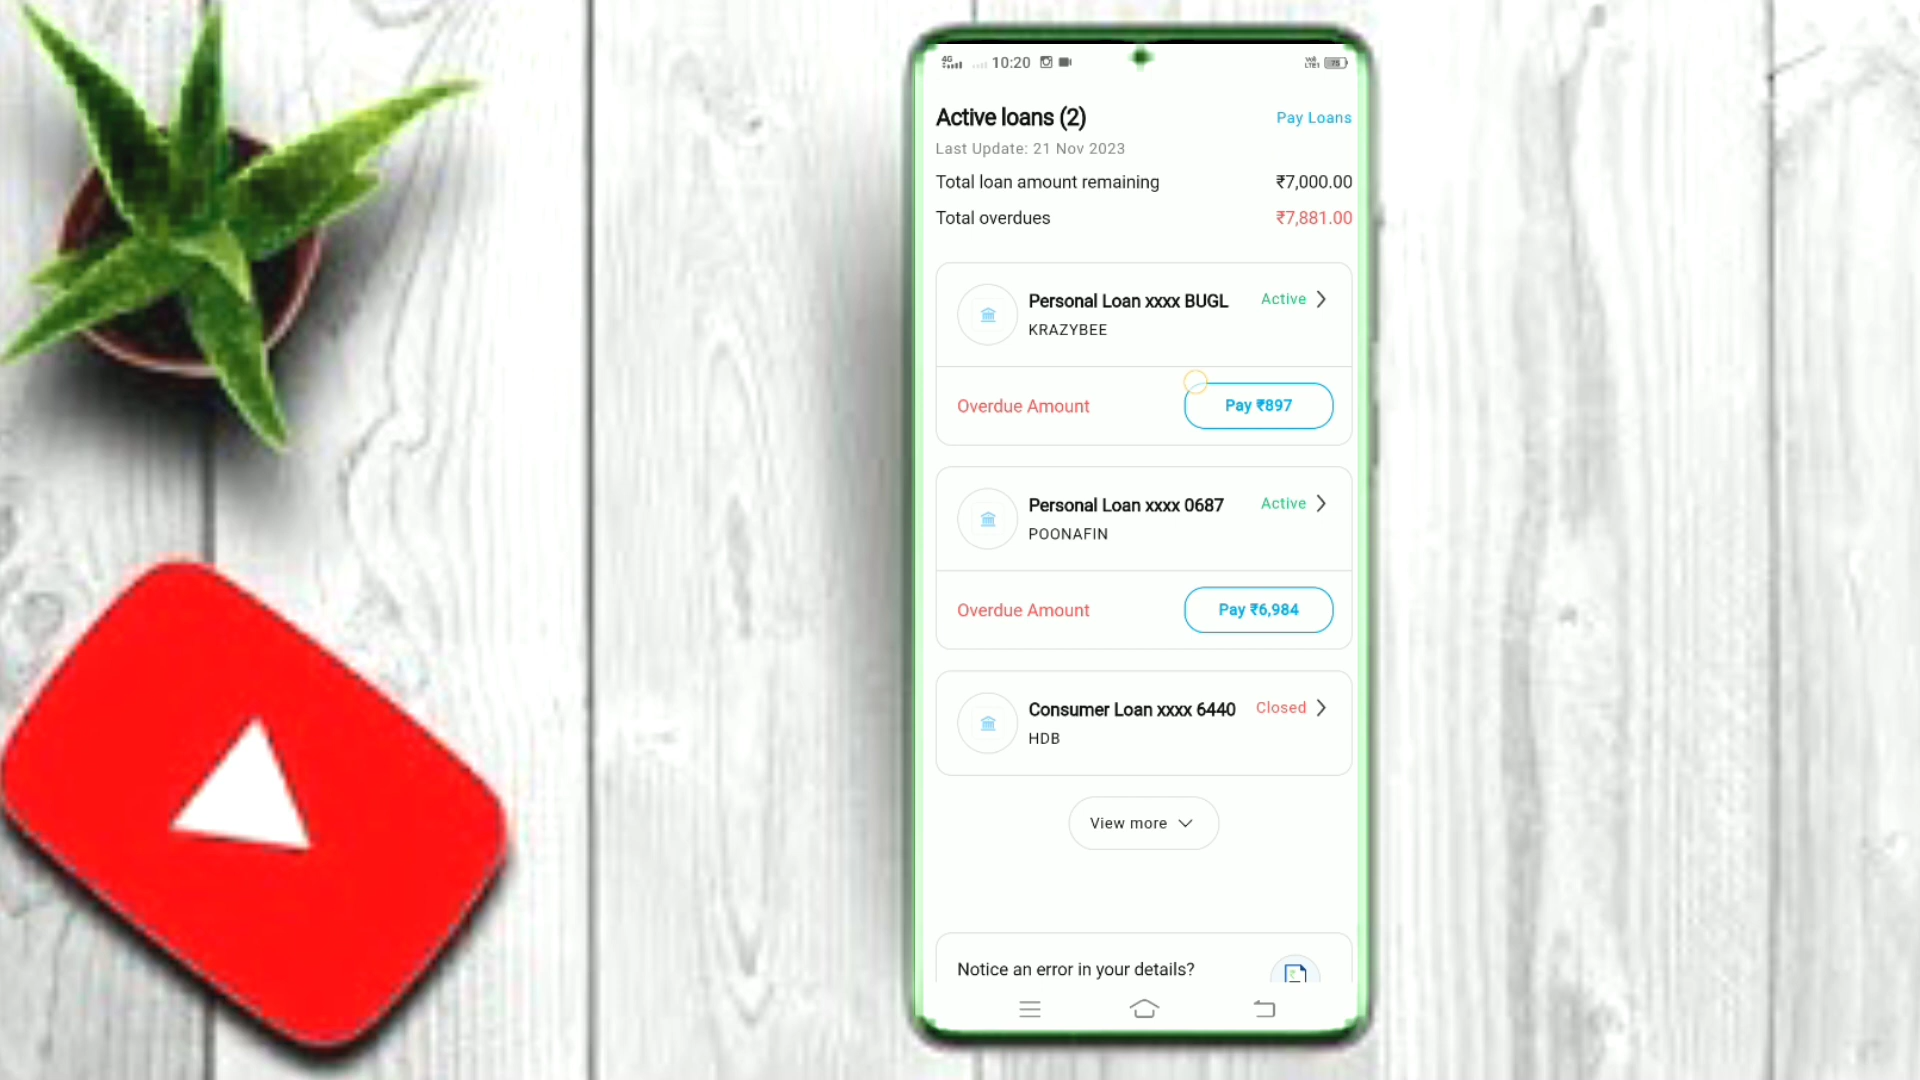 4G 10:20 75
Active loans (2) Pay Loans
Last Update: 21 Nov 2023
Total loan amount remaining ₹7,000.00
Total overdues ₹7,881.00
Personal Loan xxxx BUGL Active
KRAZYBEE
Overdue Amount Pay ₹897
Personal Loan xxxx 0687 Active
POONAFIN
Overdue Amount Pay ₹6,984
Consumer Loan xxxx 6440 Closed
HDB
View more
Notice an error in your details?